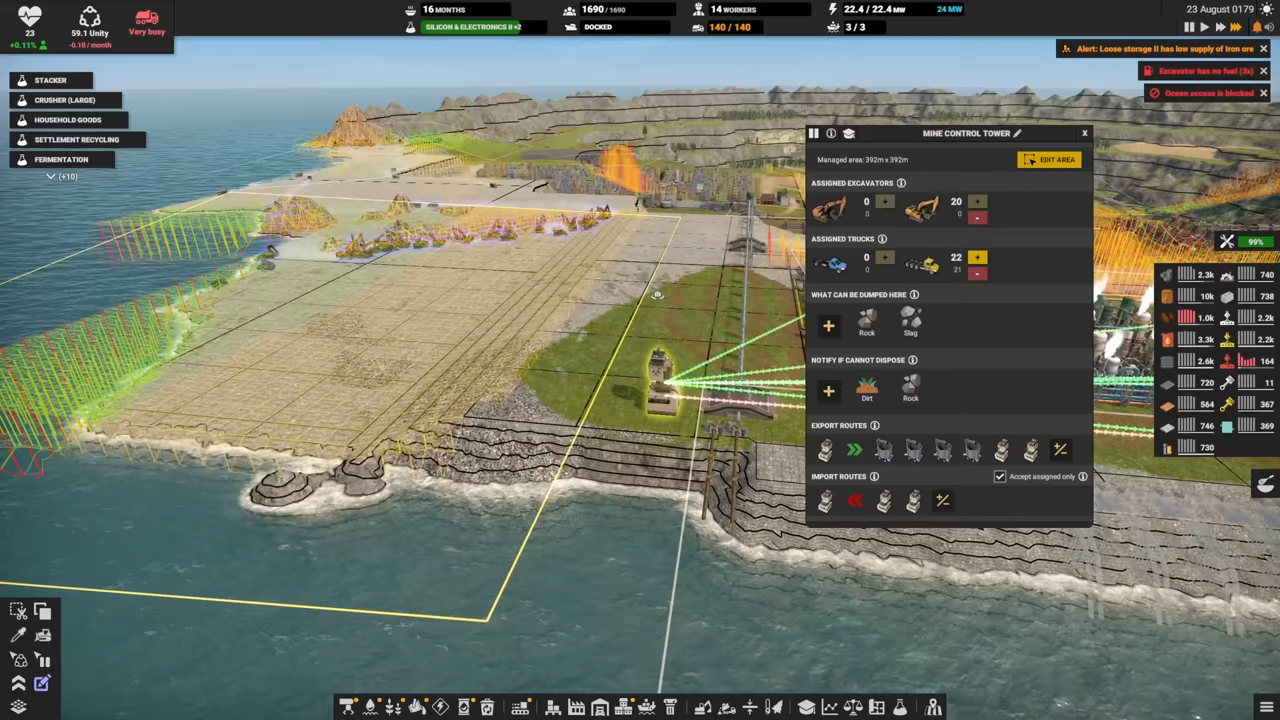 23
+0.11%
59.1 Unity
-0.10 / month
Very busy
16 MONTHS
1690 / 1690
14 WORKERS
22.4 / 22.4 MW
24 MW
SILICON & ELECTRONICS II +2
DOCKED
140 / 140
3 / 3
23 August 0179
Alert: Loose storage II has low supply of Iron ore
Excavator has no fuel (3x)
Ocean access is blocked
STACKER
CRUSHER (LARGE)
HOUSEHOLD GOODS
SETTLEMENT RECYCLING
FERMENTATION
(+10)
MINE CONTROL TOWER
X
Managed area: 392m x 392m
EDIT AREA
ASSIGNED EXCAVATORS
0
0
20
0
ASSIGNED TRUCKS
0
0
22
21
WHAT CAN BE DUMPED HERE
Rock
Slag
NOTIFY IF CANNOT DISPOSE
Dirt
Rock
EXPORT ROUTES
IMPORT ROUTES
Accept assigned only
99%
2.3k
740
10k
738
1.0k
2.2k
3.3k
2.2k
2.6k
164
720
11
564
367
746
369
730